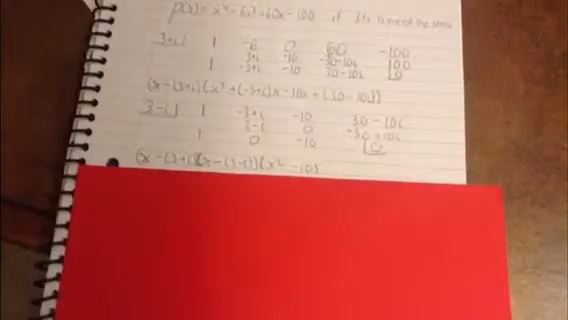 p(x) = x⁴ - 6x³ + 60x - 100 if 3+i is one of the zeros
3+i| 1 -6 0 60 -100
3+i -10 -30-10i 100
1 -3+i -10 30-10i |0
(x-(3+i))(x³+(-3+i)x²-10x+(30-10i))
3-i| 1 -3+i -10 30-10i
3-i 0 -30+10i
1 0 -10 |0
(x-(3+i))(x-(3-i))(x²-10)